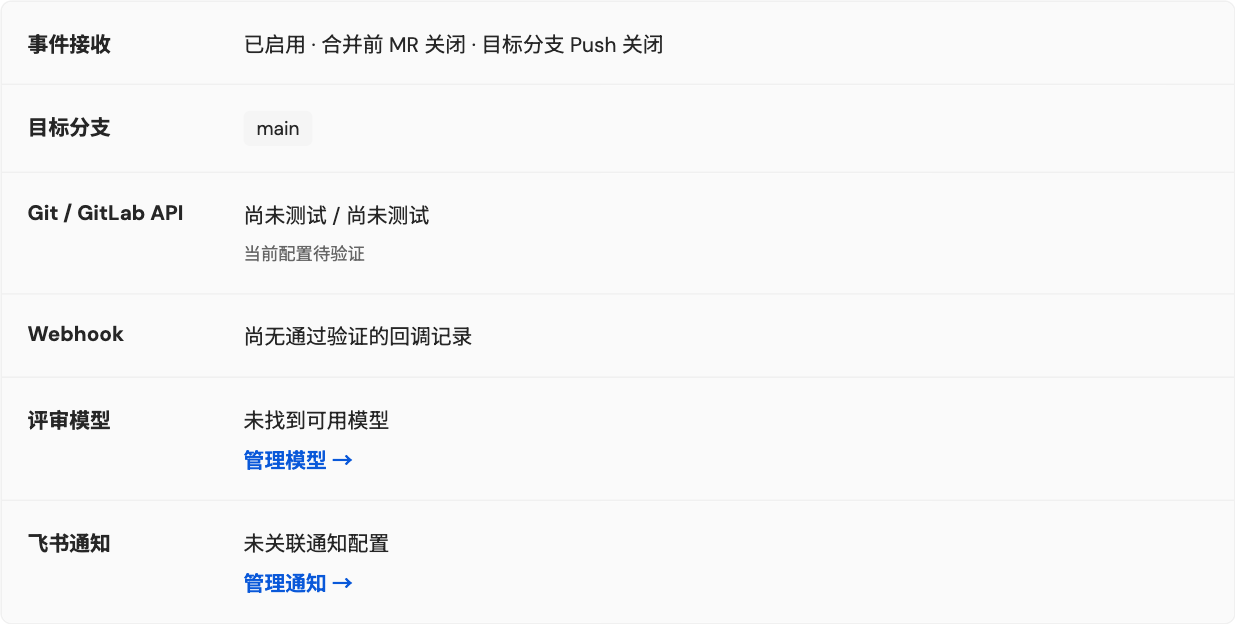 事件接收
已启用 · 合并前 MR 关闭 · 目标分支 Push 关闭
目标分支
main
Git / GitLab API
尚未测试 / 尚未测试
当前配置待验证
Webhook
尚无通过验证的回调记录
评审模型
未找到可用模型
管理模型 →
飞书通知
未关联通知配置
管理通知 →